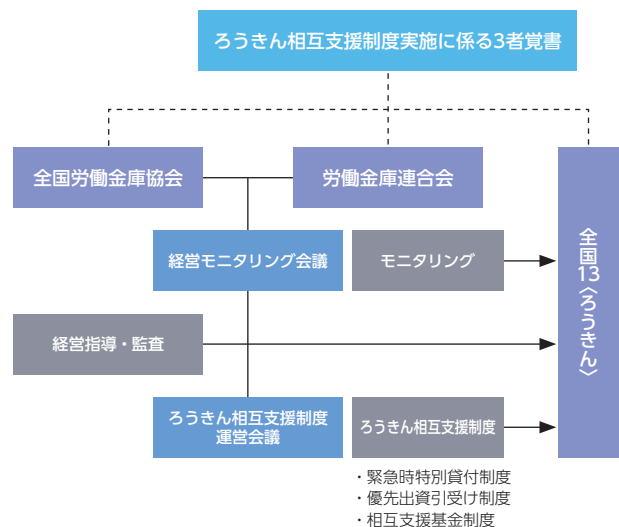 ろうきん相互支援制度実施に係る3者覚書
全国労働金庫協会
労働金庫連合会
全国13〈ろうきん〉
経営モニタリング会議
モニタリング
経営指導・監査
ろうきん相互支援制度
運営会議
ろうきん相互支援制度
・緊急時特別貸付制度
・優先出資引受け制度
・相互支援基金制度